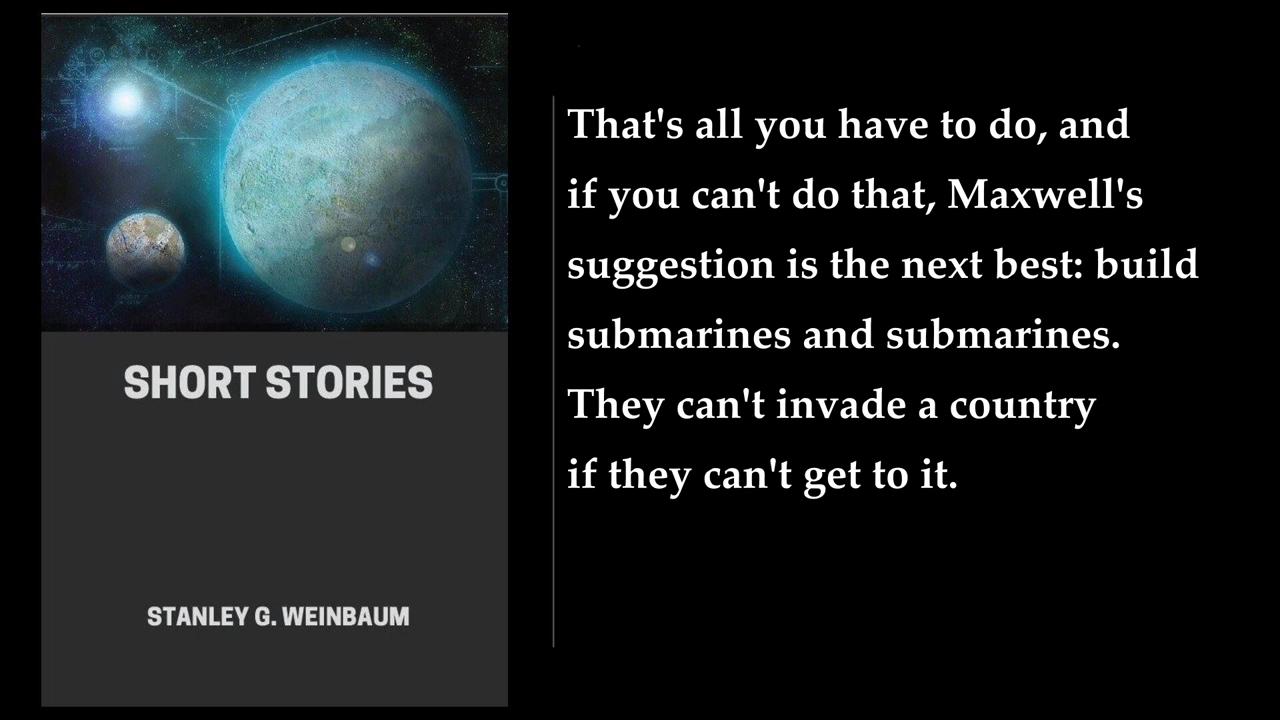 SHORT STORIES
STANLEY G. WEINBAUM
That's all you have to do, and
if you can't do that, Maxwell's
suggestion is the next best: build
submarines and submarines.
They can't invade a country
if they can't get to it.